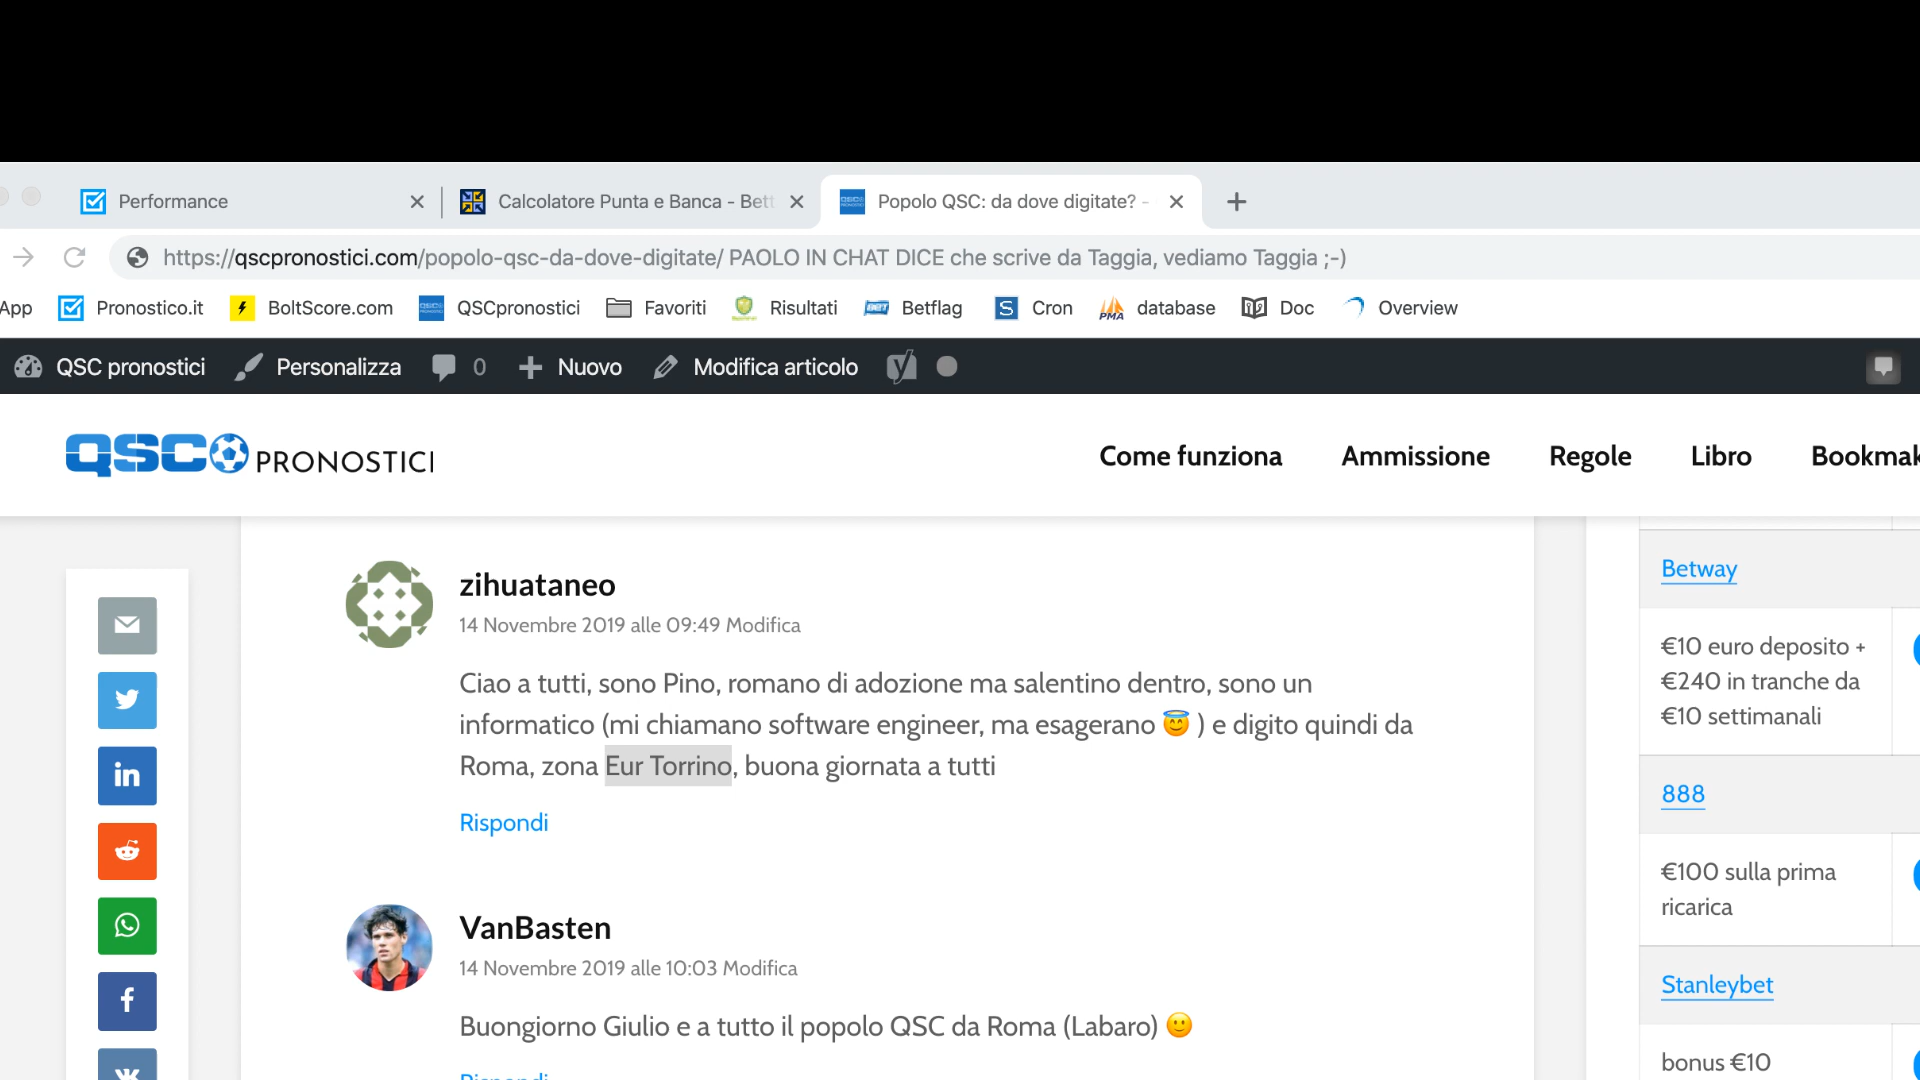 Performance
Calcolatore Punta e Banca - Bett
Popolo QSC: da dove digitate? -
https://qscpronostici.com/popolo-qsc-da-dove-digitate/ PAOLO IN CHAT DICE che scrive da Taggia, vediamo Taggia ;-)
App Pronostico.it BoltScore.com QSCpronostici Favoriti Risultati Betflag Cron database Doc Overview
QSC pronostici Personalizza 0 Nuovo Modifica articolo
QSC PRONOSTICI
Come funziona Ammissione Regole Libro Bookmak
zihuataneo
14 Novembre 2019 alle 09:49 Modifica
Ciao a tutti, sono Pino, romano di adozione ma salentino dentro, sono un
informatico (mi chiamano software engineer, ma esagerano 😇 ) e digito quindi da
Roma, zona Eur Torrino, buona giornata a tutti
Rispondi
VanBasten
14 Novembre 2019 alle 10:03 Modifica
Buongiorno Giulio e a tutto il popolo QSC da Roma (Labaro) 🙂
Rispondi
Betway
€10 euro deposito +
€240 in tranche da
€10 settimanali
888
€100 sulla prima
ricarica
Stanleybet
bonus €10